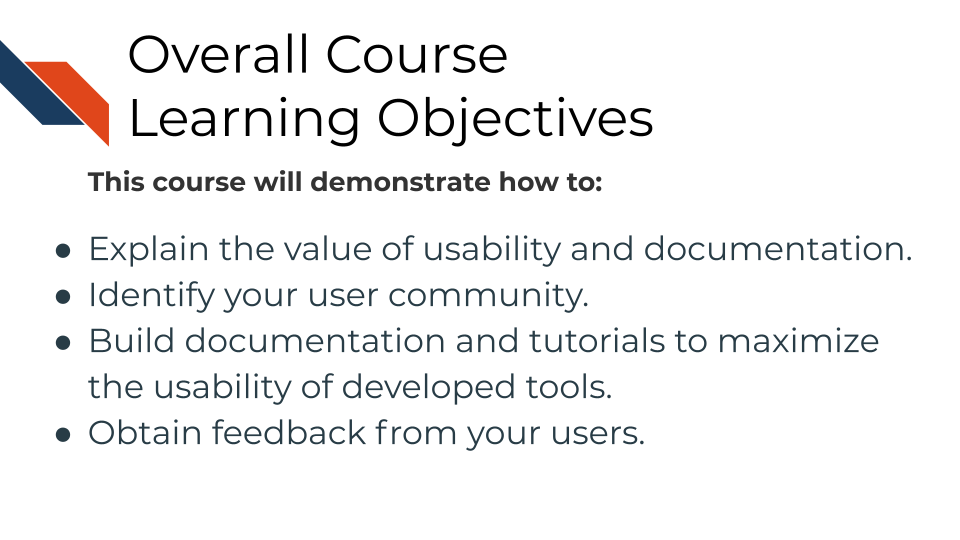 Overall Course
Learning Objectives
This course will demonstrate how to:
● Explain the value of usability and documentation.
● Identify your user community.
● Build documentation and tutorials to maximize
the usability of developed tools.
● Obtain feedback from your users.